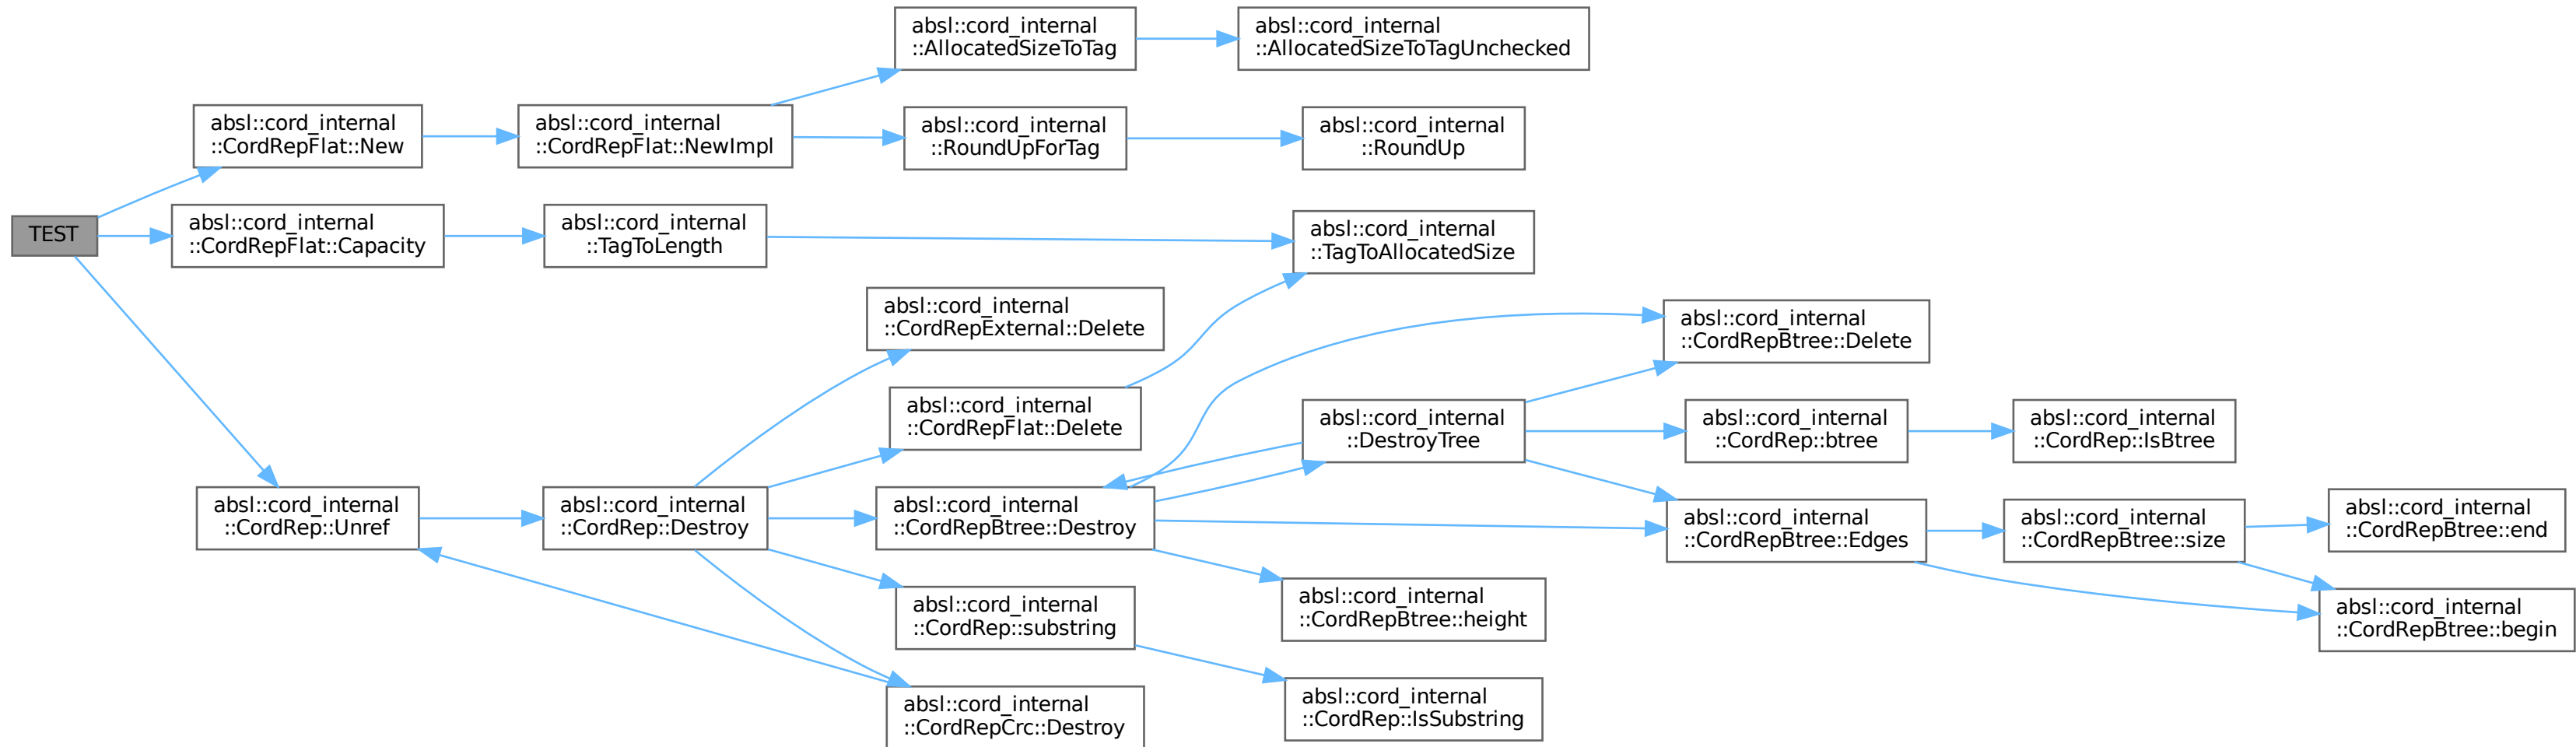 absl::cord_internal
::AllocatedSizeToTag
absl::cord_internal
::AllocatedSizeToTagUnchecked
absl::cord_internal
::CordRepFlat::New
absl::cord_internal
::CordRepFlat::NewImpl
absl::cord_internal
::RoundUpForTag
absl::cord_internal
::RoundUp
TEST
absl::cord_internal
::CordRepFlat::Capacity
absl::cord_internal
::TagToLength
absl::cord_internal
::TagToAllocatedSize
absl::cord_internal
::CordRepExternal::Delete
absl::cord_internal
::CordRepBtree::Delete
absl::cord_internal
::CordRepFlat::Delete
absl::cord_internal
::DestroyTree
absl::cord_internal
::CordRep::btree
absl::cord_internal
::CordRep::IsBtree
absl::cord_internal
::CordRep::Unref
absl::cord_internal
::CordRep::Destroy
absl::cord_internal
::CordRepBtree::Destroy
absl::cord_internal
::CordRepBtree::Edges
absl::cord_internal
::CordRepBtree::size
absl::cord_internal
::CordRepBtree::end
absl::cord_internal
::CordRep::substring
absl::cord_internal
::CordRepBtree::height
absl::cord_internal
::CordRepBtree::begin
absl::cord_internal
::CordRepCrc::Destroy
absl::cord_internal
::CordRep::IsSubstring